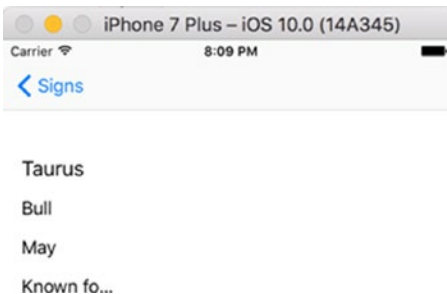 iPhone 7 Plus – iOS 10.0 (14A345)
Carrier 8:09 PM
Signs
Taurus
Bull
May
Known fo...